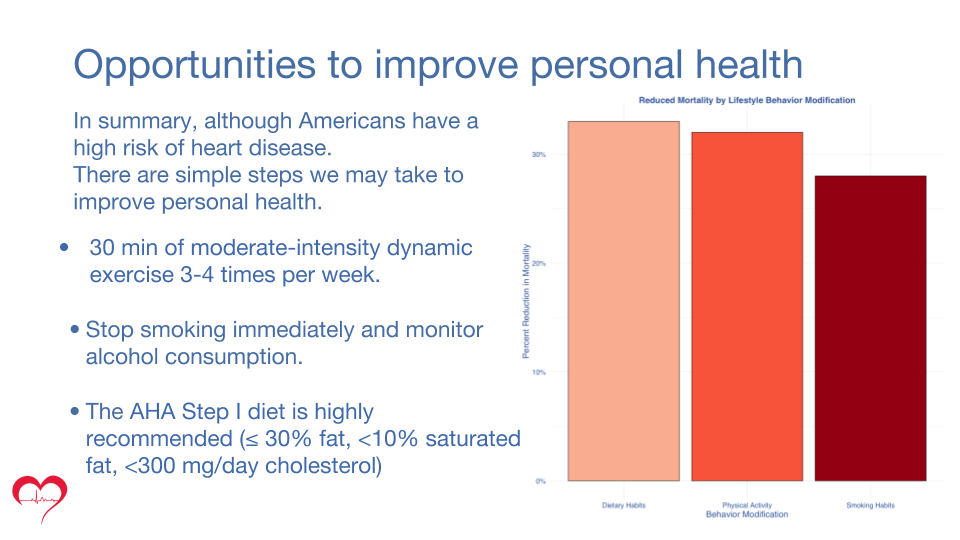 Opportunities to improve personal health
In summary, although Americans have a
high risk of heart disease.
There are simple steps we may take to
improve personal health.
• 30 min of moderate-intensity dynamic
exercise 3-4 times per week.
• Stop smoking immediately and monitor
alcohol consumption.
• The AHA Step I diet is highly
recommended (≤ 30% fat, <10% saturated
fat, <300 mg/day cholesterol)
Reduced Mortality by Lifestyle Behavior Modification
Percent Reduction in Mortality
30%
20%
10%
0%
Dietary Habits
Physical Activity
Smoking Habits
Behavior Modification